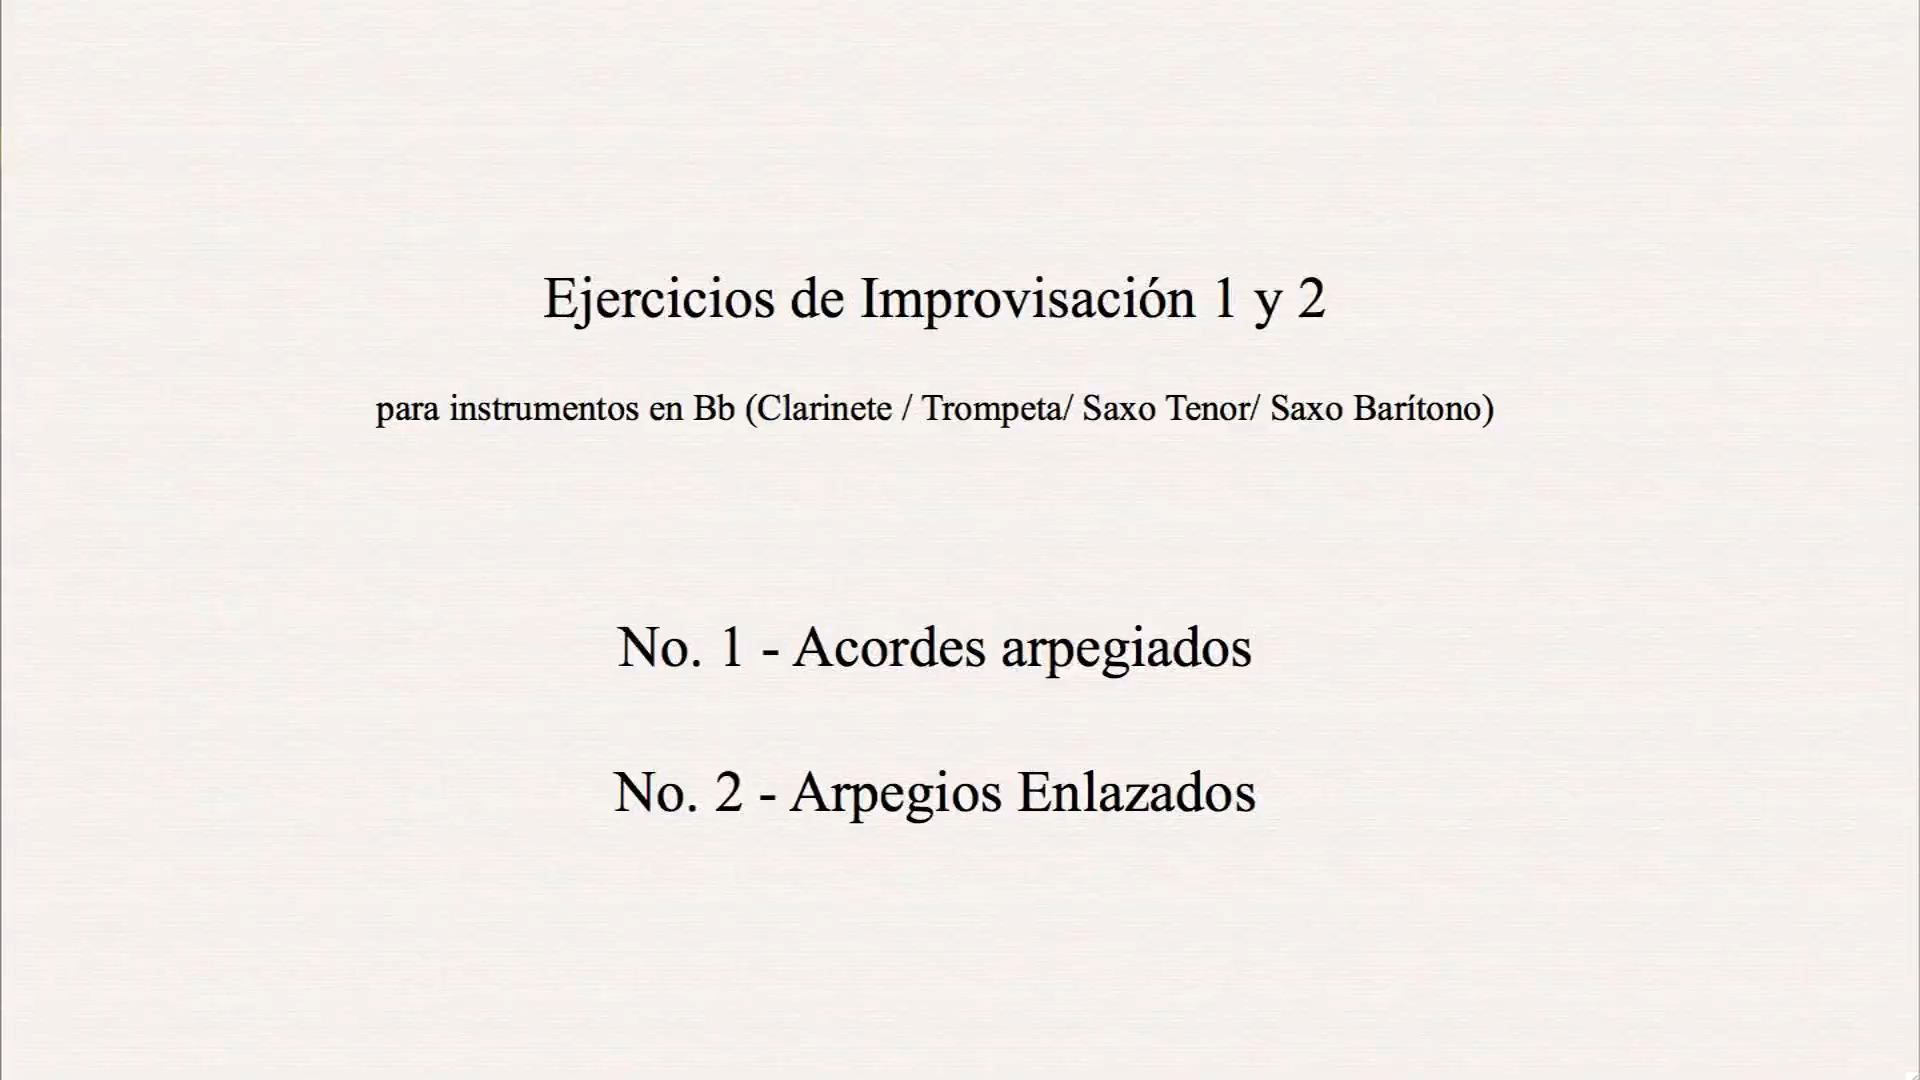 Ejercicios de Improvisación 1 y 2
para instrumentos en Bb (Clarinete / Trompeta/ Saxo Tenor/ Saxo Barítono)
No. 1 - Acordes arpegiados
No. 2 - Arpegios Enlazados